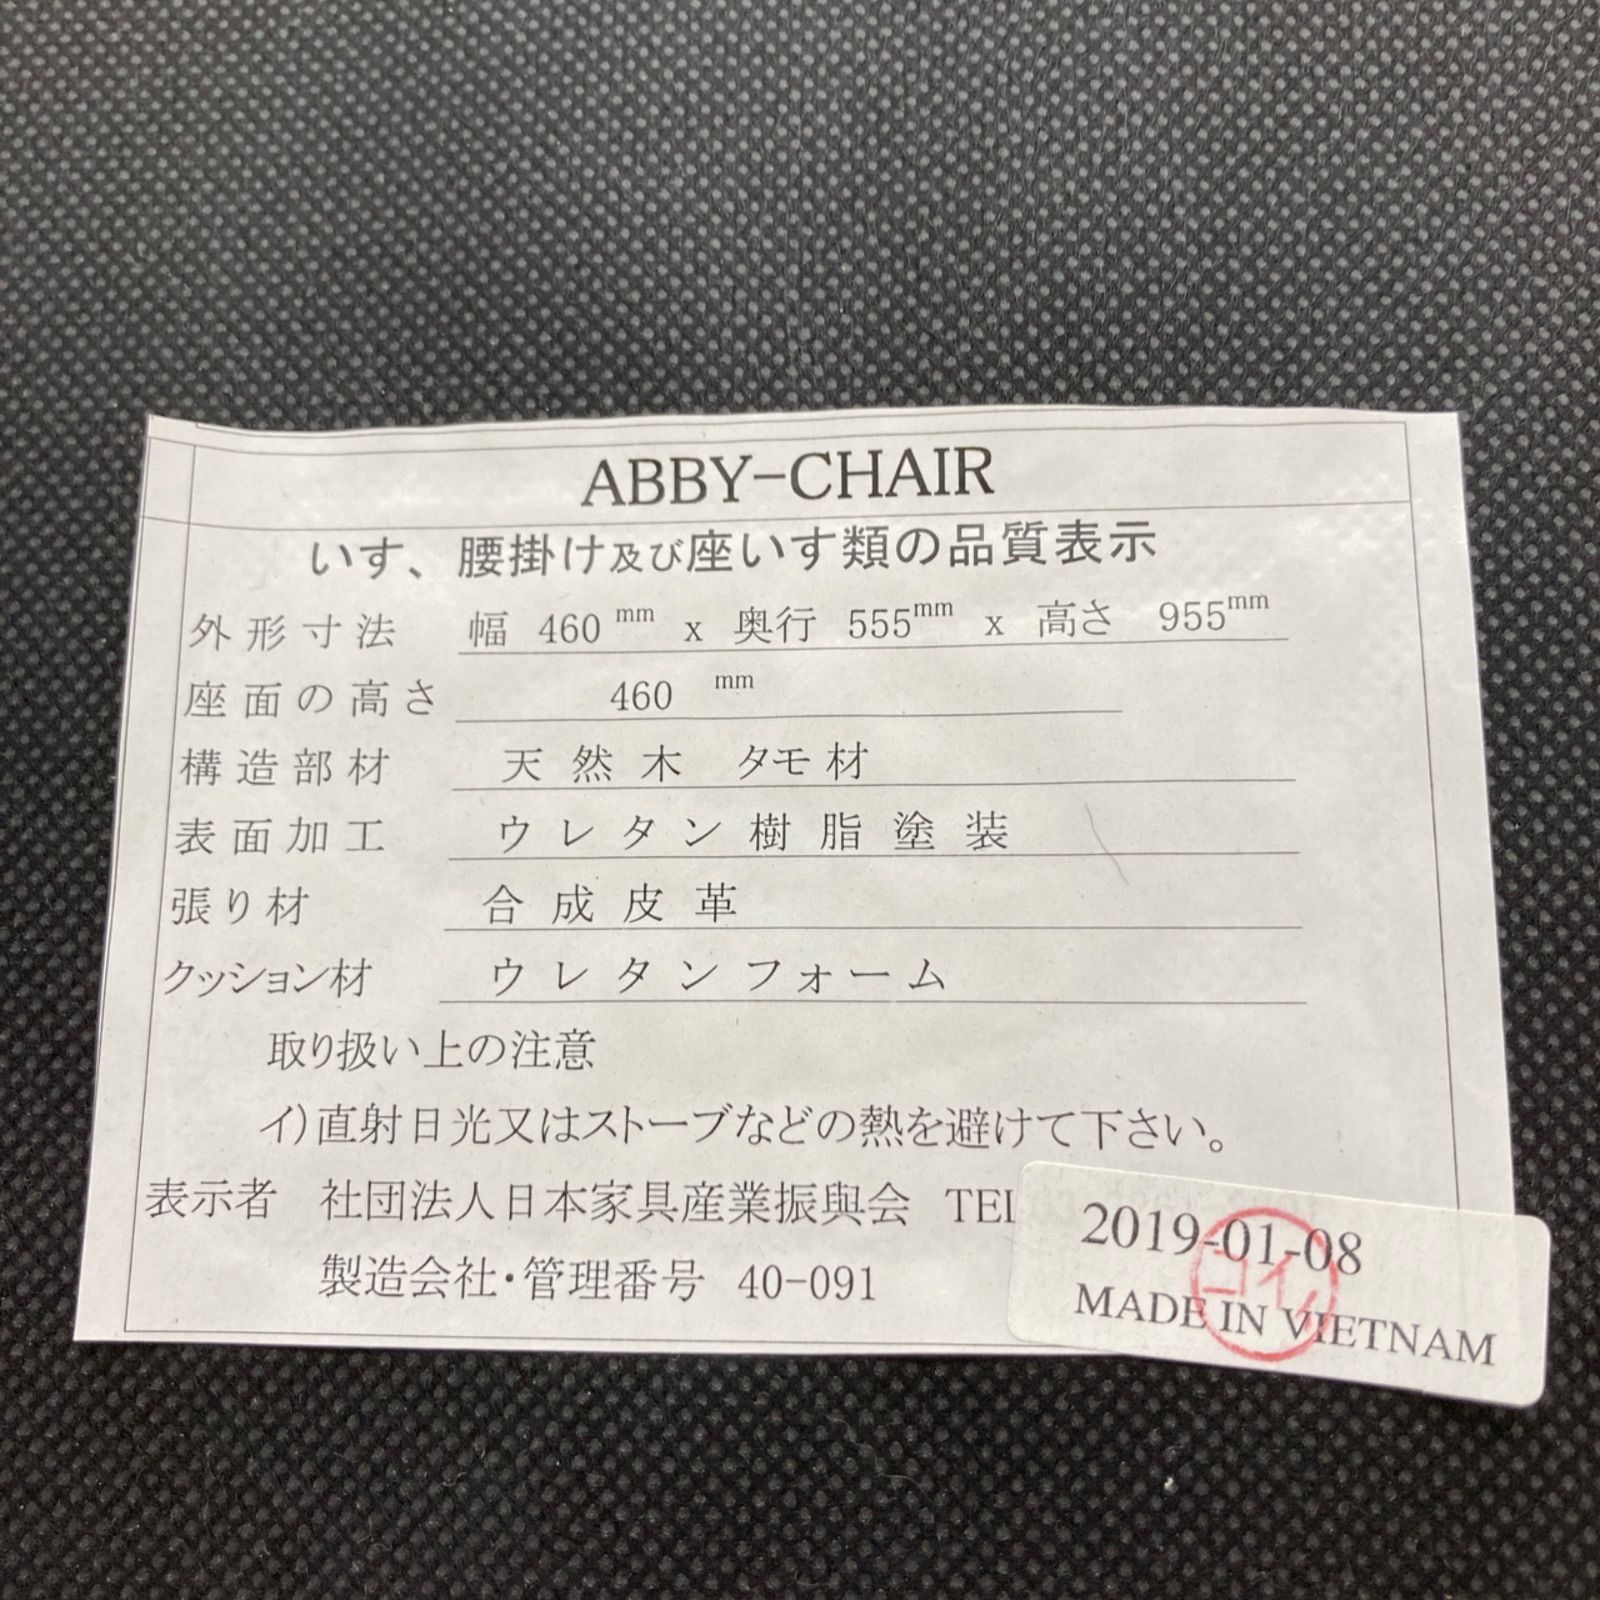 ABBY-CHAIR
いす、腰掛け及び座いす類の品質表示
外形寸法 幅 460 mm x 奥行 555mm x 高さ 955mm
座面の高さ 460 mm
構造部材 天然木 タモ材
表面加工 ウレタン樹脂塗装
張り材 合成皮革
クッション材 ウレタンフォーム
取り扱い上の注意
イ)直射日光又はストーブなどの熱を避けて下さい。
表示者 社団法人日本家具産業振興会 TEL
製造会社・管理番号 40-091
2019-01-08
コイ
MADE IN VIETNAM